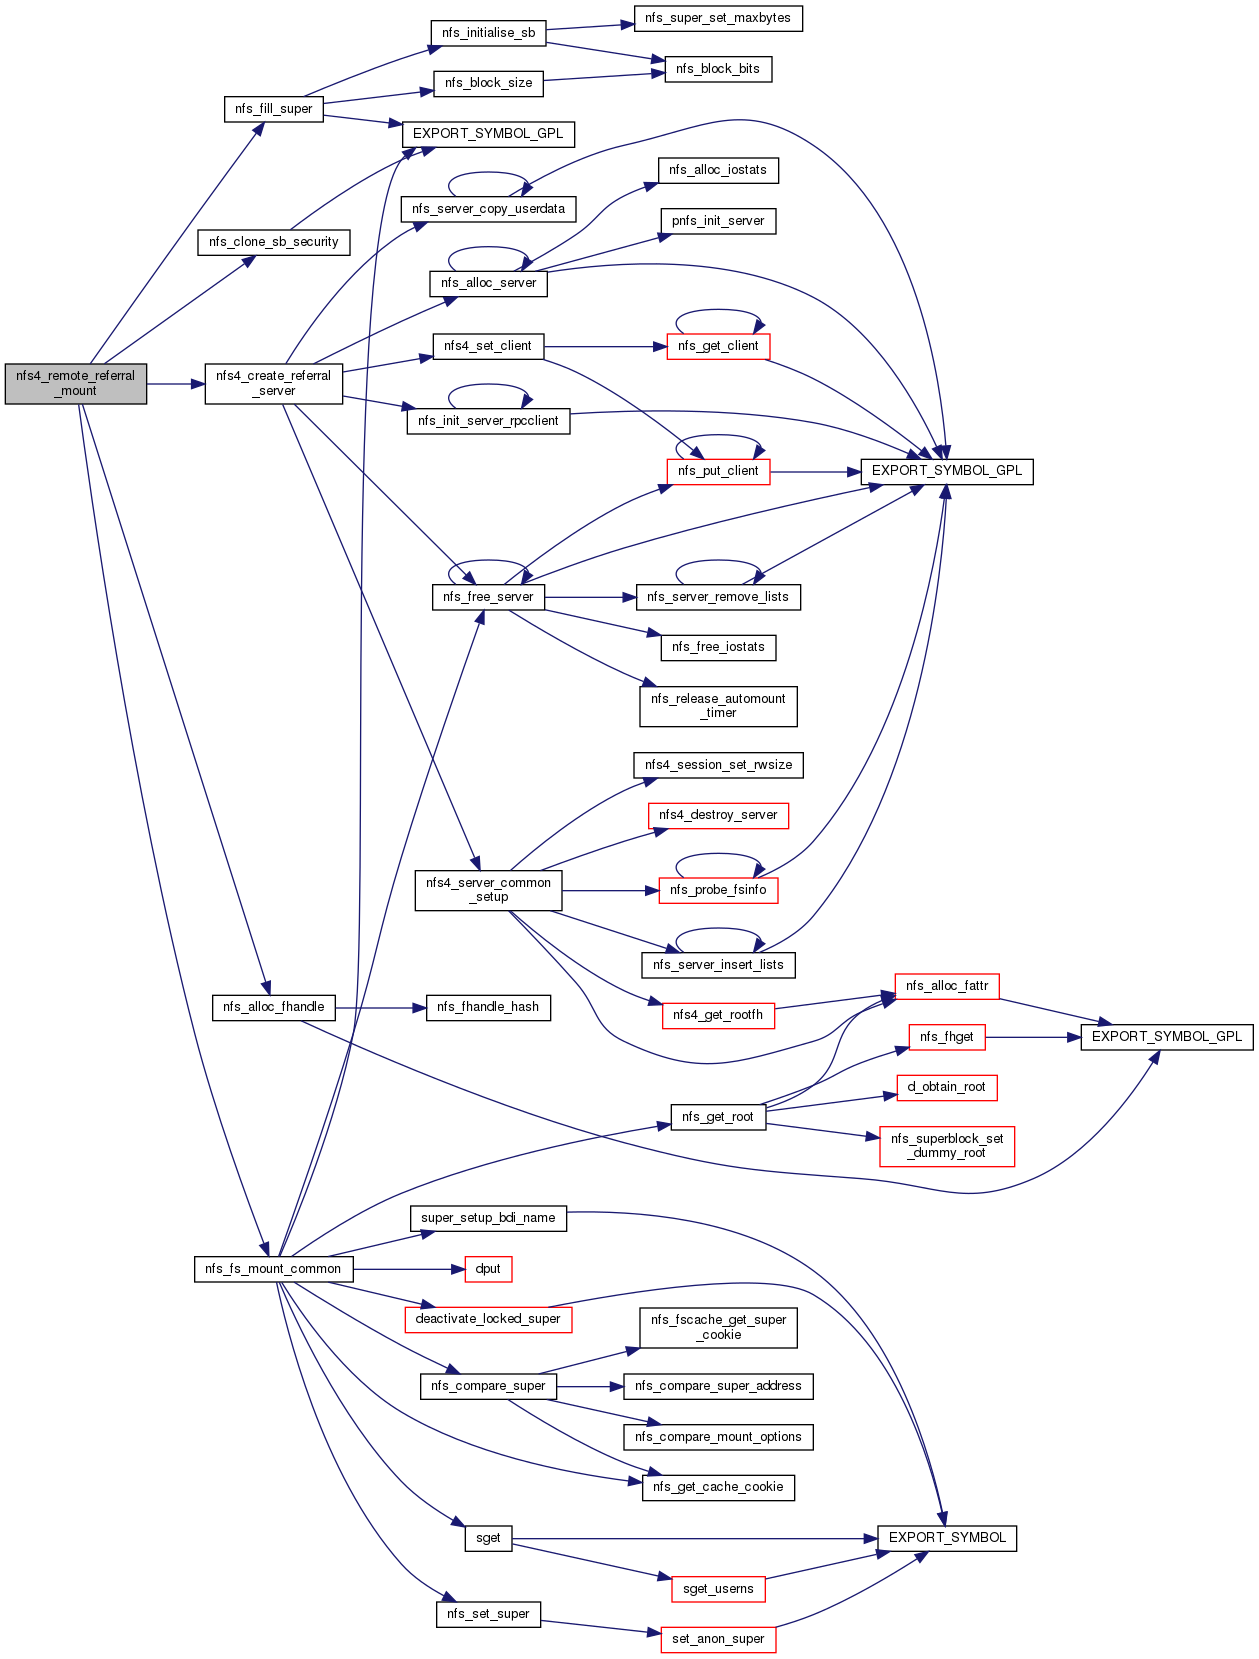 nfs_super_set_maxbytes
nfs_initialise_sb
nfs_block_bits
nfs_block_size
nfs_fill_super
EXPORT_SYMBOL_GPL
nfs_alloc_iostats
nfs_server_copy_userdata
pnfs_init_server
nfs_clone_sb_security
nfs_alloc_server
nfs4_set_client
nfs_get_client
nfs4_remote_referral
_mount
nfs4_create_referral
_server
nfs_init_server_rpcclient
nfs_put_client
EXPORT_SYMBOL_GPL
nfs_free_server
nfs_server_remove_lists
nfs_free_iostats
nfs_release_automount
_timer
nfs4_session_set_rwsize
nfs4_destroy_server
nfs4_server_common
_setup
nfs_probe_fsinfo
nfs_server_insert_lists
nfs_alloc_fattr
nfs_alloc_fhandle
nfs_fhandle_hash
nfs4_get_rootfh
nfs_fhget
EXPORT_SYMBOL_GPL
d_obtain_root
nfs_get_root
nfs_superblock_set
_dummy_root
super_setup_bdi_name
nfs_fs_mount_common
dput
deactivate_locked_super
nfs_fscache_get_super
_cookie
nfs_compare_super
nfs_compare_super_address
nfs_compare_mount_options
nfs_get_cache_cookie
sget
EXPORT_SYMBOL
sget_userns
nfs_set_super
set_anon_super